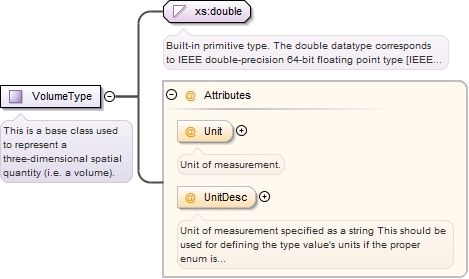 xs:double
Built-in primitive type. The double datatype corresponds
to IEEE double-precision 64-bit floating point type [IEEE...
VolumeType
This is a base class used
to represent a
three-dimensional spatial
quantity (i.e. a volume).
@ Attributes
@ Unit
Unit of measurement.
@ UnitDesc
Unit of measurement specified as a string This should be
used for defining the type value's units if the proper
enum is...